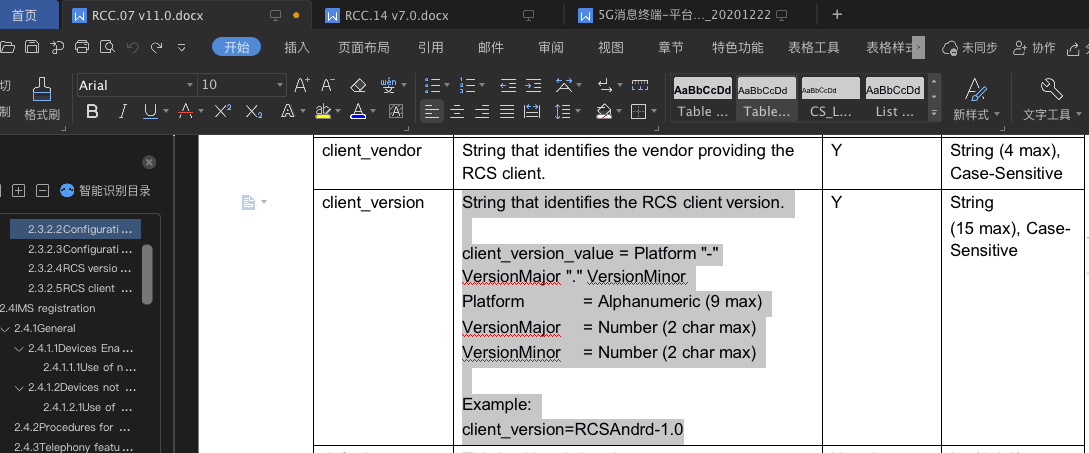 首页 RCC.07 v11.0.docx RCC.14 v7.0.docx 5G消息终端-平台..._20201222 +
开始 插入 页面布局 引用 邮件 审阅 视图 章节 特色功能 表格工具 表格样式 未同步 协作
切 Arial 10
制 格式刷 B I U A X² X₂ A ab A A
AaBbCcDd AaBbCcDd AaBbCcDd AaBbCcDd
Table ... Table... CS_L... List ... 新样式 文字工具
智能识别目录
2.3.2.2Configurati ...
2.3.2.3Configurati ...
2.3.2.4RCS versio ...
2.3.2.5RCS client ...
2.4IMS registration
2.4.1General
2.4.1.1Devices Ena ...
2.4.1.1.1Use of n ...
2.4.1.2Devices not ...
2.4.1.2.1Use of ...
2.4.2Procedures for ...
2.4.3Telephony featu ...
client_vendor String that identifies the vendor providing the Y String (4 max),
RCS client. Case-Sensitive
client_version String that identifies the RCS client version. Y String
(15 max), Case-
Sensitive
client_version_value = Platform "-"
VersionMajor "." VersionMinor
Platform = Alphanumeric (9 max)
VersionMajor = Number (2 char max)
VersionMinor = Number (2 char max)
Example:
client_version=RCSAndrd-1.0